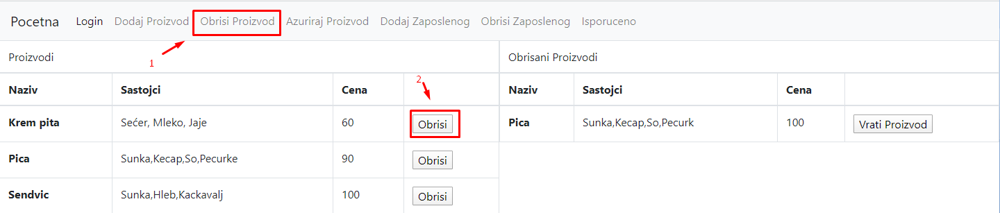 Pocetna Login Dodaj Proizvod Obrisi Proizvod Azuriraj Proizvod Dodaj Zaposlenog Obrisi Zaposlenog Isporuceno
1
Proizvodi
Naziv Sastojci Cena
2
Krem pita Sećer, Mleko, Jaje 60 Obrisi
Pica Sunka,Kecap,So,Pecurke 90 Obrisi
Sendvic Sunka,Hleb,Kackavalj 100 Obrisi
Obrisani Proizvodi
Naziv Sastojci Cena
Pica Sunka,Kecap,So,Pecurk 100 Vrati Proizvod